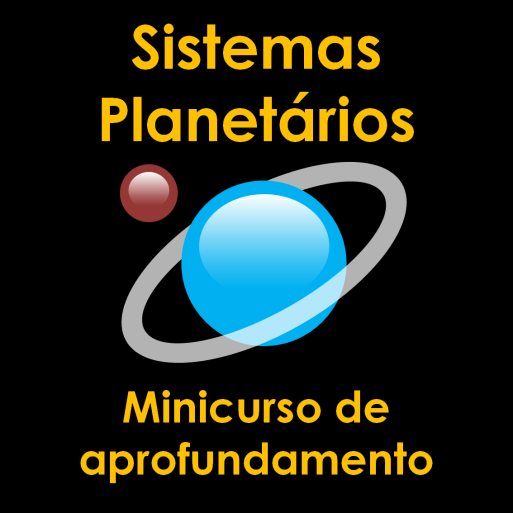 Sistemas
Planetários
Minicurso de
aprofundamento